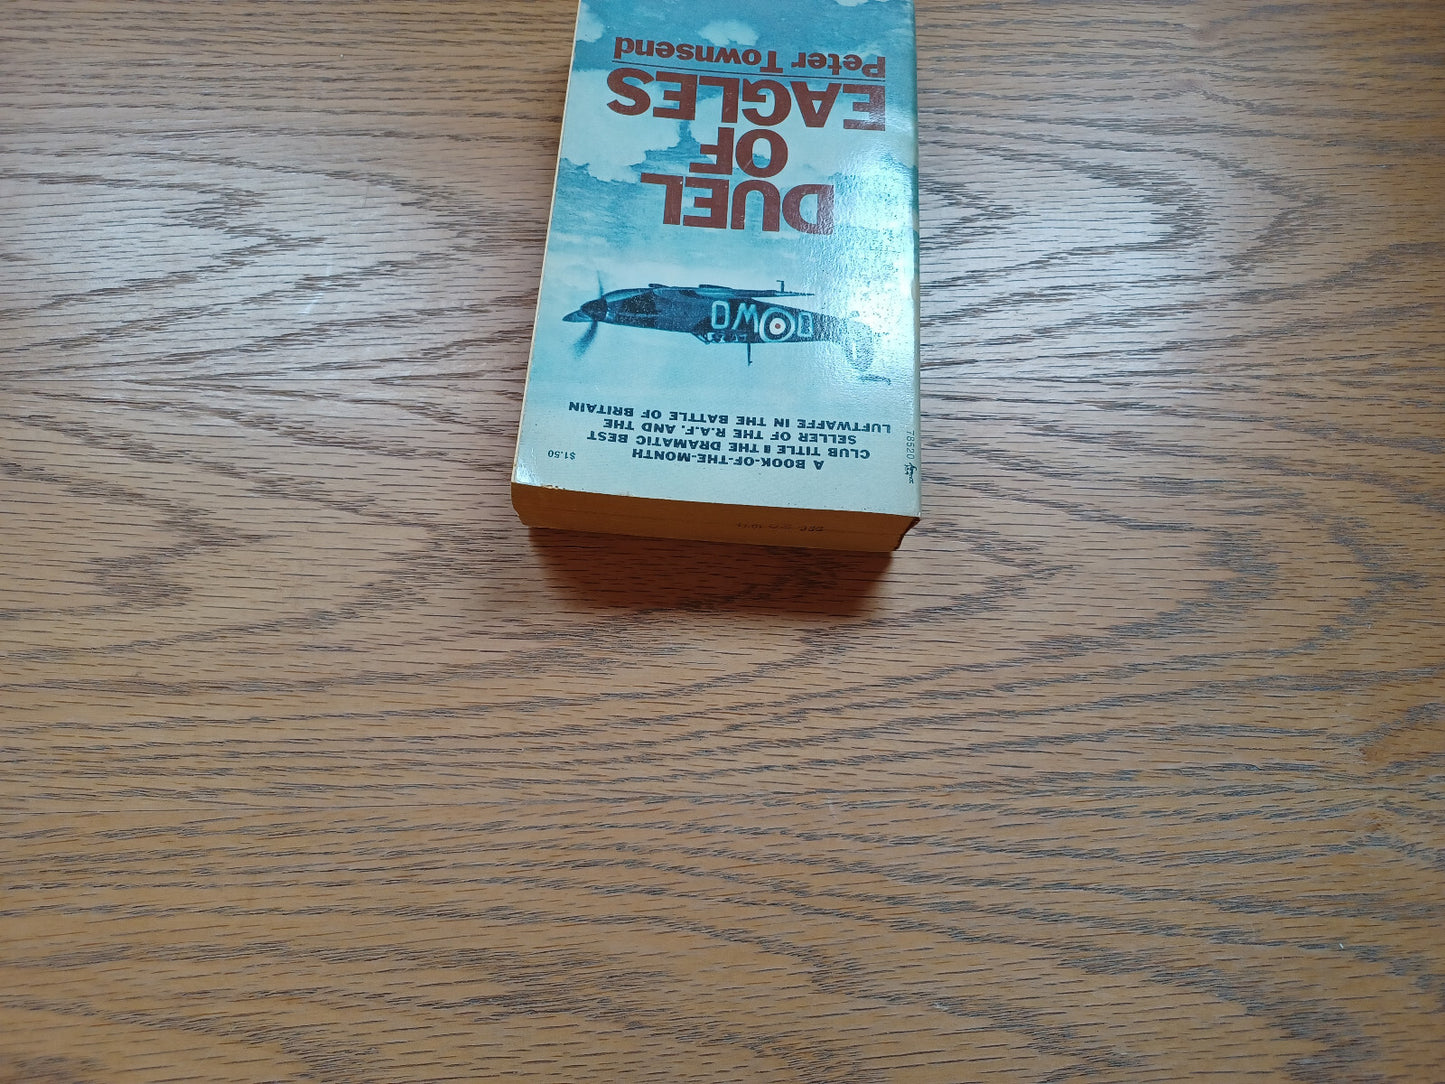 $1.50
A BOOK-OF-THE-MONTH
CLUB TITLE THE DRAMATIC BEST
SELLER OF THE R.A.F. AND THE
LUFTWAFFE IN THE BATTLE OF BRITAIN
DUEL
OF
EAGLES
Peter Townsend
78520